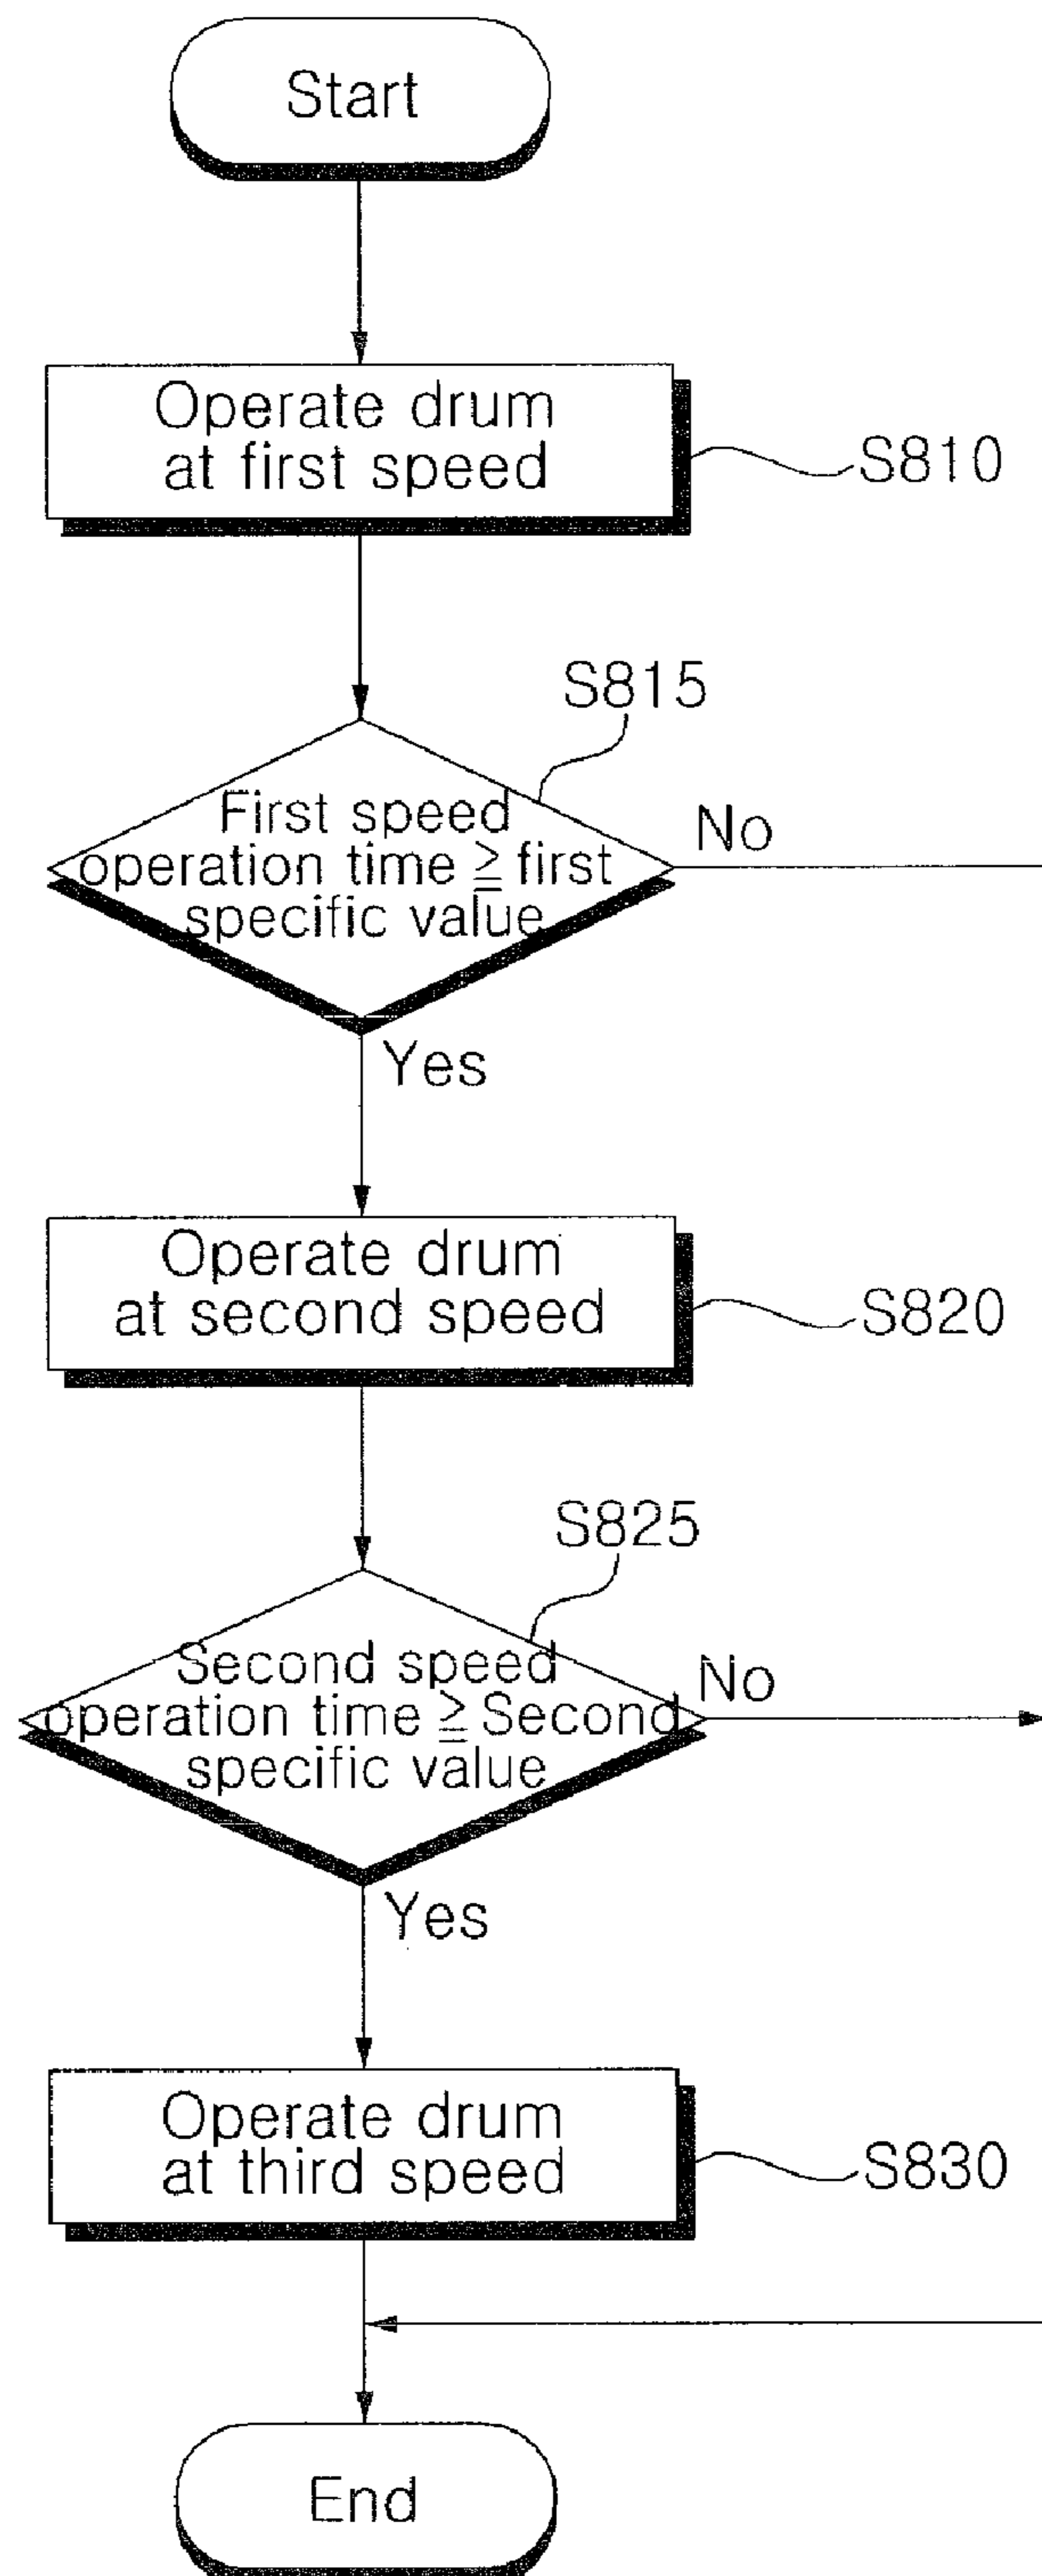 Start
Operate drum
at first speed
S810
S815
First speed
operation time ≧ first
specific value
No
Yes
Operate drum
at second speed
S820
S825
Second speed
operation time ≧ Second
specific value
No
Yes
Operate drum
at third speed
S830
End